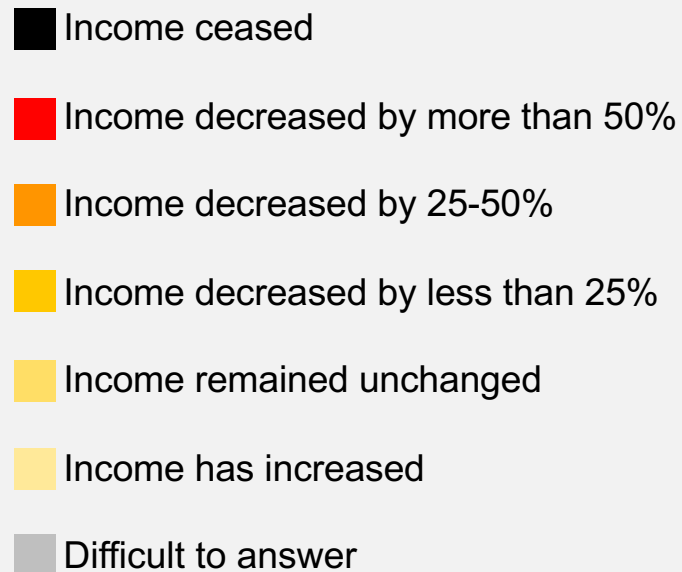 Income ceased
Income decreased by more than 50%
Income decreased by 25-50%
Income decreased by less than 25%
Income remained unchanged
Income has increased
Difficult to answer